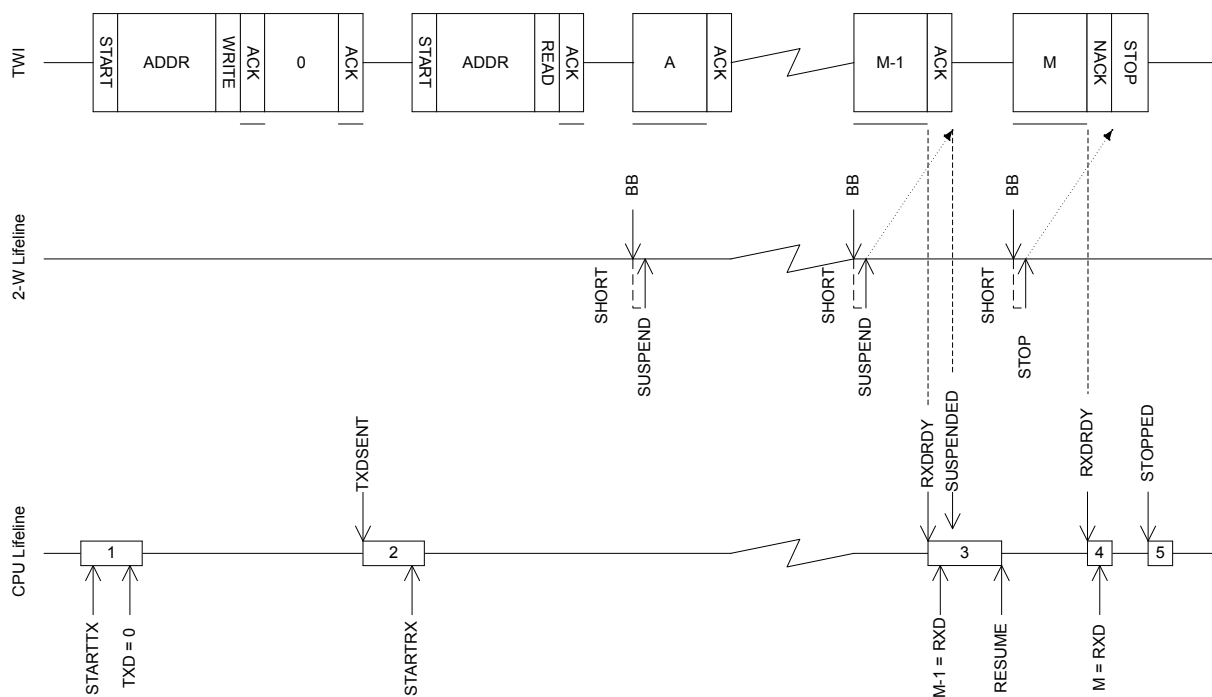 TWI
START
ADDR
WRITE
ACK
0
ACK
START
ADDR
READ
ACK
A
ACK
M-1
ACK
M
NACK
STOP
2-W Lifeline
BB
SHORT
SUSPEND
BB
SHORT
SUSPEND
BB
SHORT
STOP
CPU Lifeline
TXDSENT
RXDRDY
SUSPENDED
RXDRDY
STOPPED
1
2
3
4
5
STARTTX
TXD = 0
STARTRX
M-1 = RXD
RESUME
M = RXD